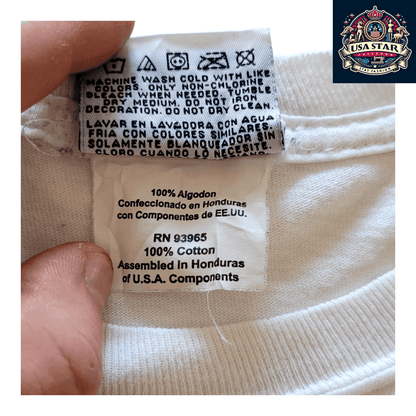 USA STAR
MACHINE WASH COLD WITH LIKE
COLORS. ONLY NON-CHLORINE
BLEACH WHEN NEEDED. TUMBLE
DRY MEDIUM. DO NOT IRON
DECORATION. DO NOT DRY CLEAN.
LAVAR EN LAVADORA CON AGUA
FRIA CON COLORES SIMILARES.
SOLAMENTE BLANQUEADOR SIN
CLORO CUANDO LO NECESITE.
100% Algodon
Confeccionado en Honduras
con Componentes de EE.UU.
RN 93965
100% Cotton
Assembled in Honduras
of U.S.A. Components